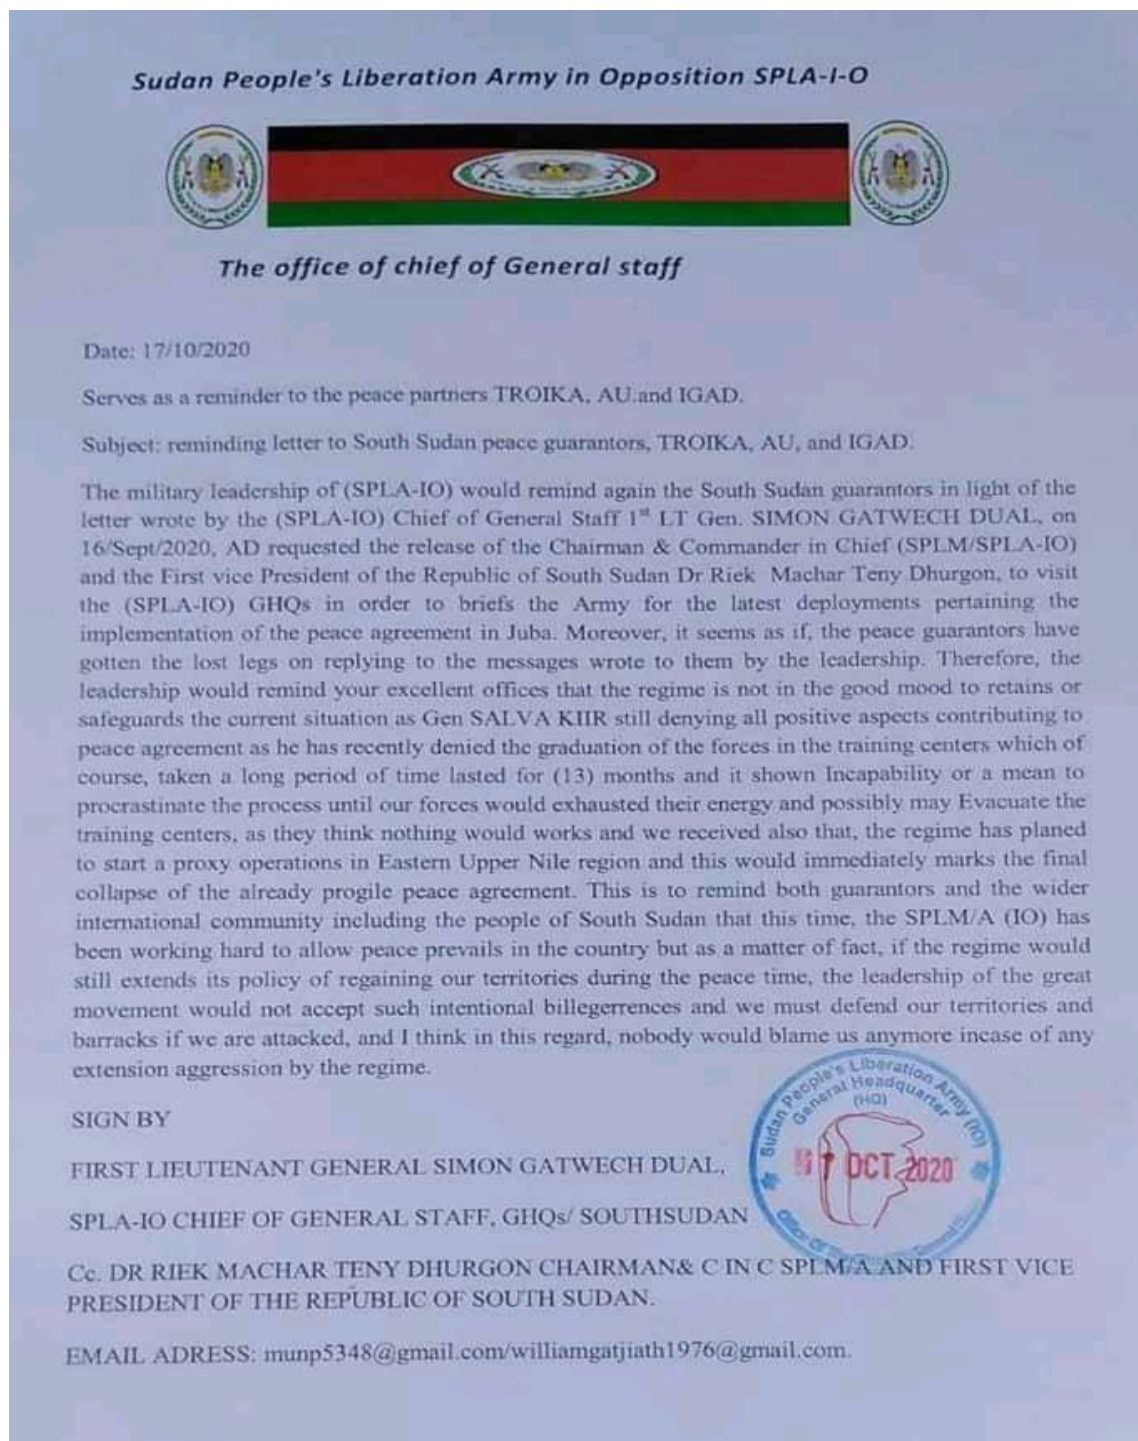 Sudan People's Liberation Army in Opposition SPLA-I-O
The office of chief of General staff
Date: 17/10/2020
Serves as a reminder to the peace partners TROIKA, AU.and IGAD.
Subject: reminding letter to South Sudan peace guarantors, TROIKA, AU, and IGAD.
The military leadership of (SPLA-IO) would remind again the South Sudan guarantors in light of the
letter wrote by the (SPLA-IO) Chief of General Staff 1st LT Gen. SIMON GATWECH DUAL, on
16/Sept/2020, AD requested the release of the Chairman & Commander in Chief (SPLM/SPLA-IO)
and the First vice President of the Republic of South Sudan Dr Riek Machar Teny Dhurgon, to visit
the (SPLA-IO) GHQs in order to briefs the Army for the latest deployments pertaining the
implementation of the peace agreement in Juba. Moreover, it seems as if, the peace guarantors have
gotten the lost legs on replying to the messages wrote to them by the leadership. Therefore, the
leadership would remind your excellent offices that the regime is not in the good mood to retains or
safeguards the current situation as Gen SALVA KIIR still denying all positive aspects contributing to
peace agreement as he has recently denied the graduation of the forces in the training centers which of
course, taken a long period of time lasted for (13) months and it shown Incapability or a mean to
procrastinate the process until our forces would exhausted their energy and possibly may Evacuate the
training centers, as they think nothing would works and we received also that, the regime has planed
to start a proxy operations in Eastern Upper Nile region and this would immediately marks the final
collapse of the already progile peace agreement. This is to remind both guarantors and the wider
international community including the people of South Sudan that this time, the SPLM/A (IO) has
been working hard to allow peace prevails in the country but as a matter of fact, if the regime would
still extends its policy of regaining our territories during the peace time, the leadership of the great
movement would not accept such intentional billegerrences and we must defend our territories and
barracks if we are attacked, and I think in this regard, nobody would blame us anymore incase of any
extension aggression by the regime.
SIGN BY
FIRST LIEUTENANT GENERAL SIMON GATWECH DUAL,
SPLA-IO CHIEF OF GENERAL STAFF, GHQs/ SOUTHSUDAN
Sudan People's Liberation Army (IO)
General Headquarter
(HQ)
OCT 2020
Office Of
Cc. DR RIEK MACHAR TENY DHURGON CHAIRMAN& C IN C SPLM/A AND FIRST VICE
PRESIDENT OF THE REPUBLIC OF SOUTH SUDAN.
EMAIL ADRESS: munp5348@gmail.com/williamgatjiath1976@gmail.com.